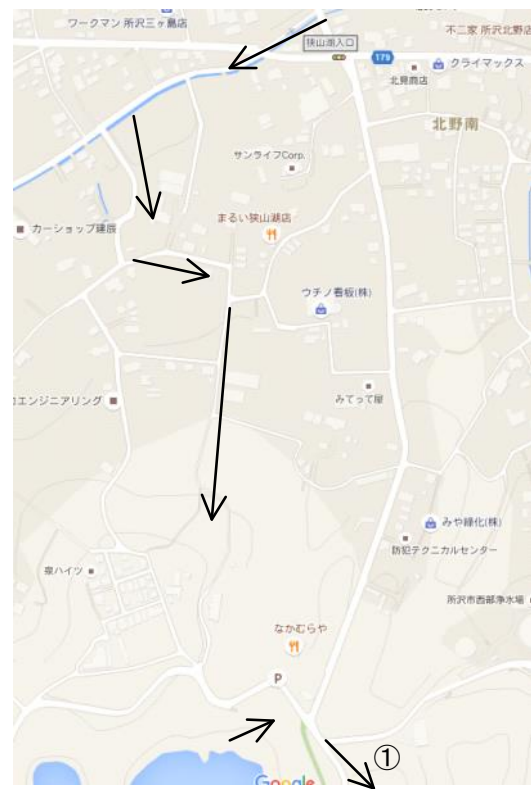 ワークマン 所沢三ヶ島店
不二家 所沢北野店
狭山湖入口
179
クライマックス
北見商店
北野南
サンライフCorp.
まるい狭山湖店
カーショップ建辰
ウチノ看板(株)
エンジニアリング
みてって屋
みや緑化(株)
防犯テクニカルセンター
泉ハイツ
所沢市西部浄水場
なかむらや
P
①
Google